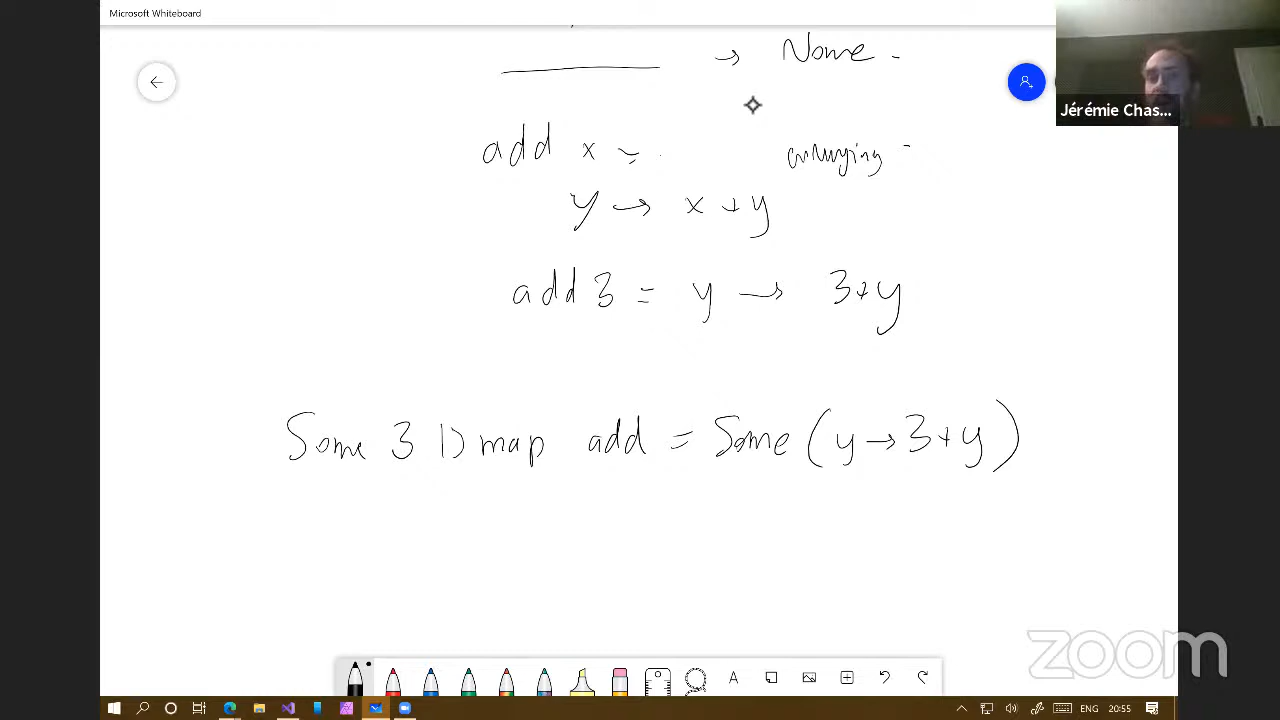 Microsoft Whiteboard
→ None -
add x =
currying -
y → x + y
add 3 = y → 3+y
Some 3 |> map add = Some (y → 3+y)
Jérémie Chas...
zoom
A
ENG 20:55